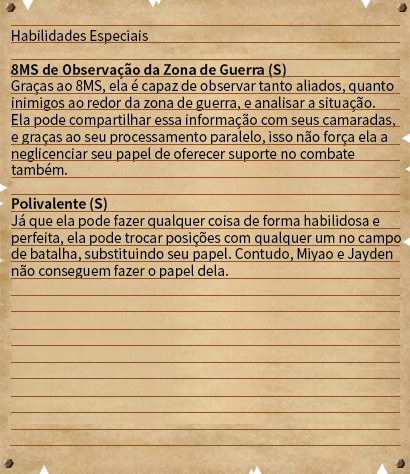 Habilidades Especiais
8MS de Observação da Zona de Guerra (S)
Graças ao 8MS, ela é capaz de observar tanto aliados, quanto
inimigos ao redor da zona de guerra, e analisar a situação.
Ela pode compartilhar essa informação com seus camaradas,
e graças ao seu processamento paralelo, isso não força ela a
neglicenciar seu papel de oferecer suporte no combate
também.
Polivalente (S)
Já que ela pode fazer qualquer coisa de forma habilidosa e
perfeita, ela pode trocar posições com qualquer um no campo
de batalha, substituindo seu papel. Contudo, Miyao e Jayden
não conseguem fazer o papel dela.